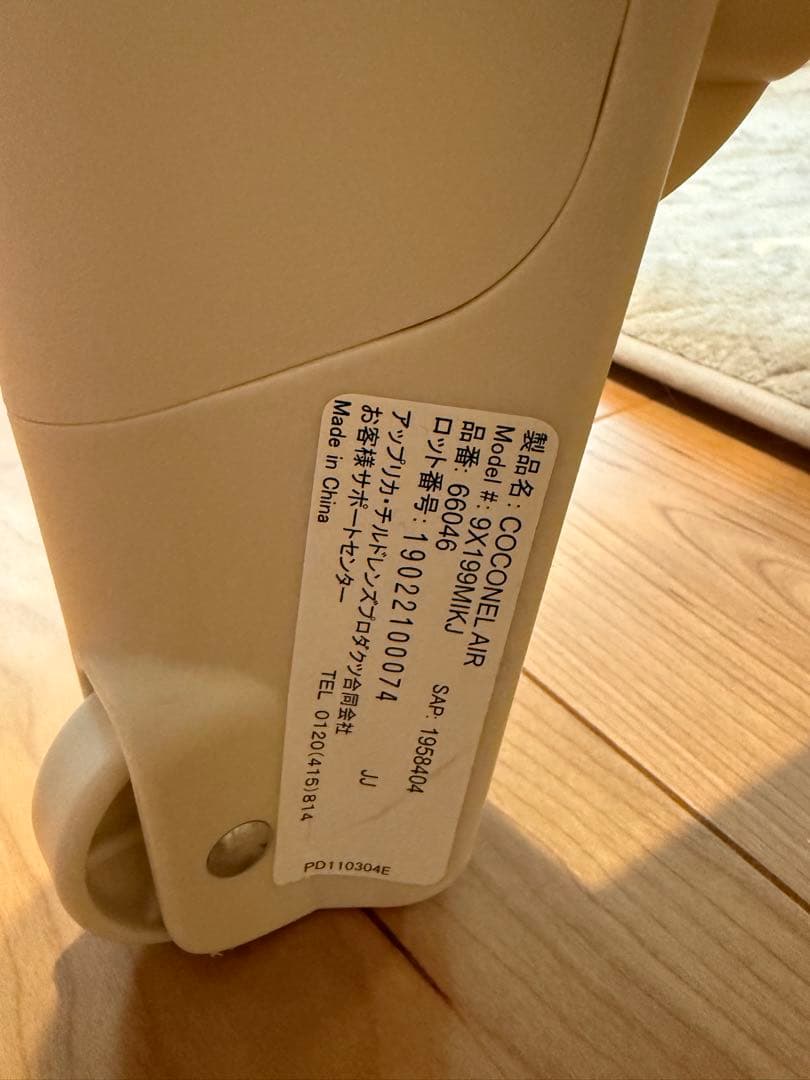 製品名: COCONEL AIR
Model #: 9X199MIKJ
品番: 66046 SAP: 1958404
ロット番号: 19022100074
アップリカ・チルドレンズプロダクツ合同会社 JJ
お客様サポートセンター TEL 0120(415)814
Made in China
PD110304E